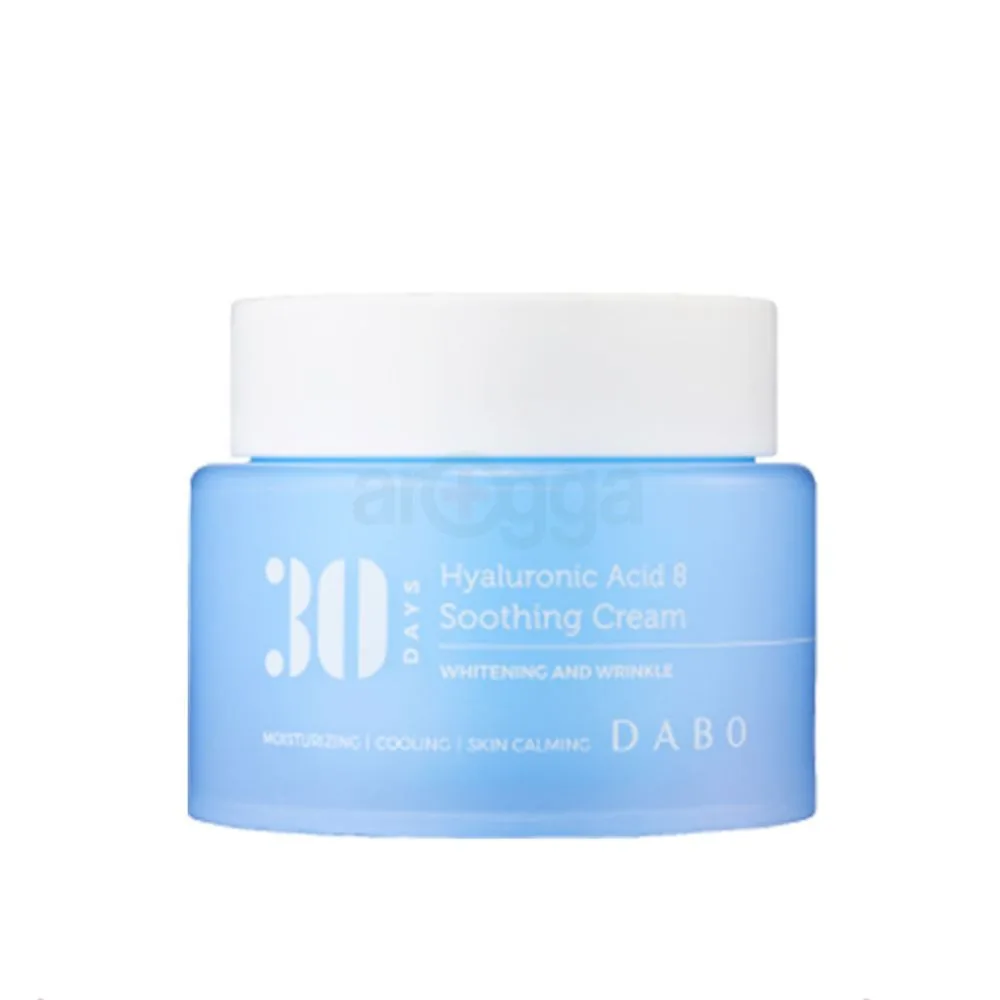 arogga
30
DAYS
Hyaluronic Acid 8
Soothing Cream
WHITENING AND WRINKLE
MOISTURIZING | COOLING | SKIN CALMING
DABO